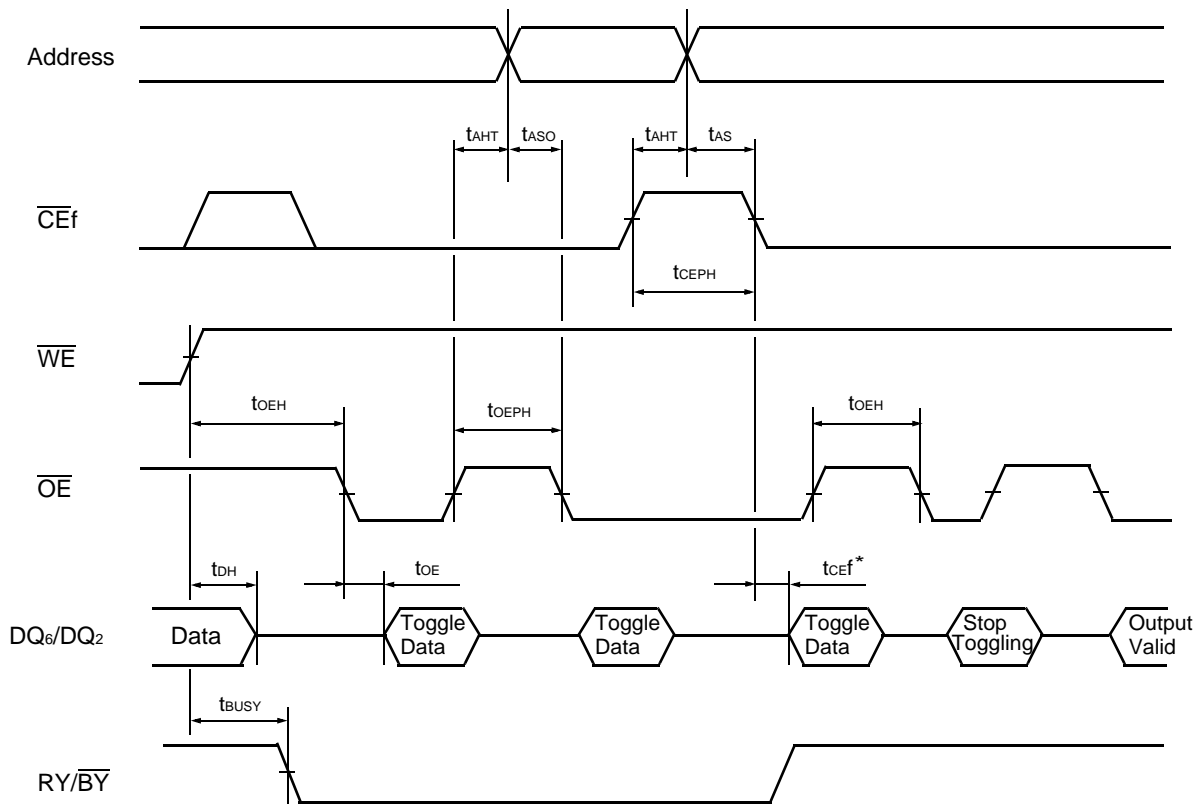 Address
tAHT tASO tAHT tAS
CEf
tCEPH
WE
tOEH tOEPH tOEH
OE
tDH tOE tCEf*
DQ6/DQ2 Data Toggle Data Toggle Data Toggle Data Stop Toggling Output Valid
tBUSY
RY/BY